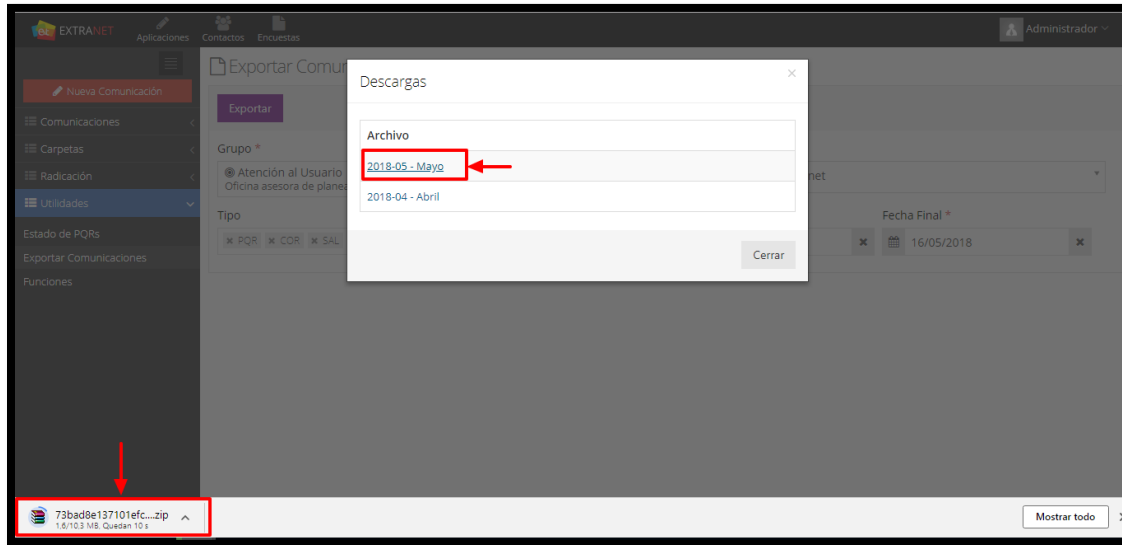 EXTRANET
Aplicaciones
Contactos
Encuestas
Administrador
Nueva Comunicación
Comunicaciones
Carpetas
Radicación
Utilidades
Estado de PQRs
Exportar Comunicaciones
Funciones
Exportar Comun
Exportar
Grupo *
Atención al Usuario
Oficina asesora de planea
net
Tipo
PQR COR SAL
Fecha Final *
16/05/2018
Descargas
Archivo
2018-05 - Mayo
2018-04 - Abril
Cerrar
73bad8e137101efc....zip
1,6/10,3 MB, Quedan 10 s
Mostrar todo